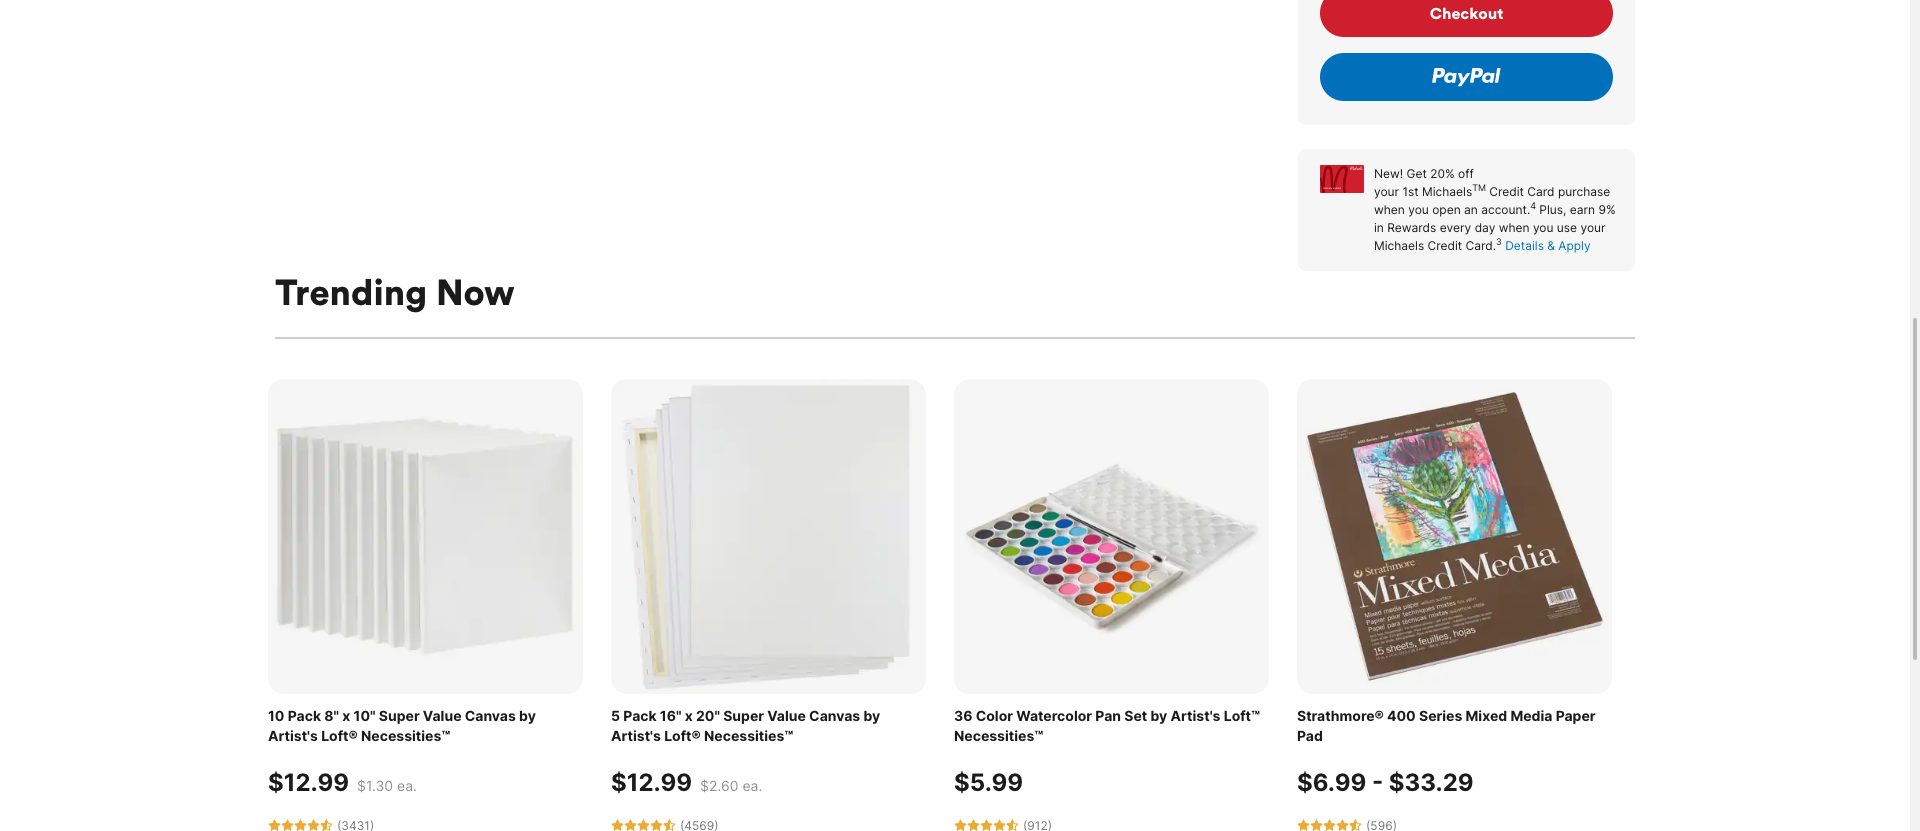 Checkout
PayPal
New! Get 20% off
your 1st Michaels™ Credit Card purchase
when you open an account.4 Plus, earn 9%
in Rewards every day when you use your
Michaels Credit Card.3 Details & Apply
Trending Now
Strathmore
Mixed Media
Mixed media paper
Papier pour techniques mixtes
Papel para técnicas mixtas
15 sheets, feuilles, hojas
10 Pack 8" x 10" Super Value Canvas by
Artist's Loft® Necessities™
$12.99 $1.30 ea.
(3431)
5 Pack 16" x 20" Super Value Canvas by
Artist's Loft® Necessities™
$12.99 $2.60 ea.
(4569)
36 Color Watercolor Pan Set by Artist's Loft™
Necessities™
$5.99
(912)
Strathmore® 400 Series Mixed Media Paper
Pad
$6.99 - $33.29
(596)